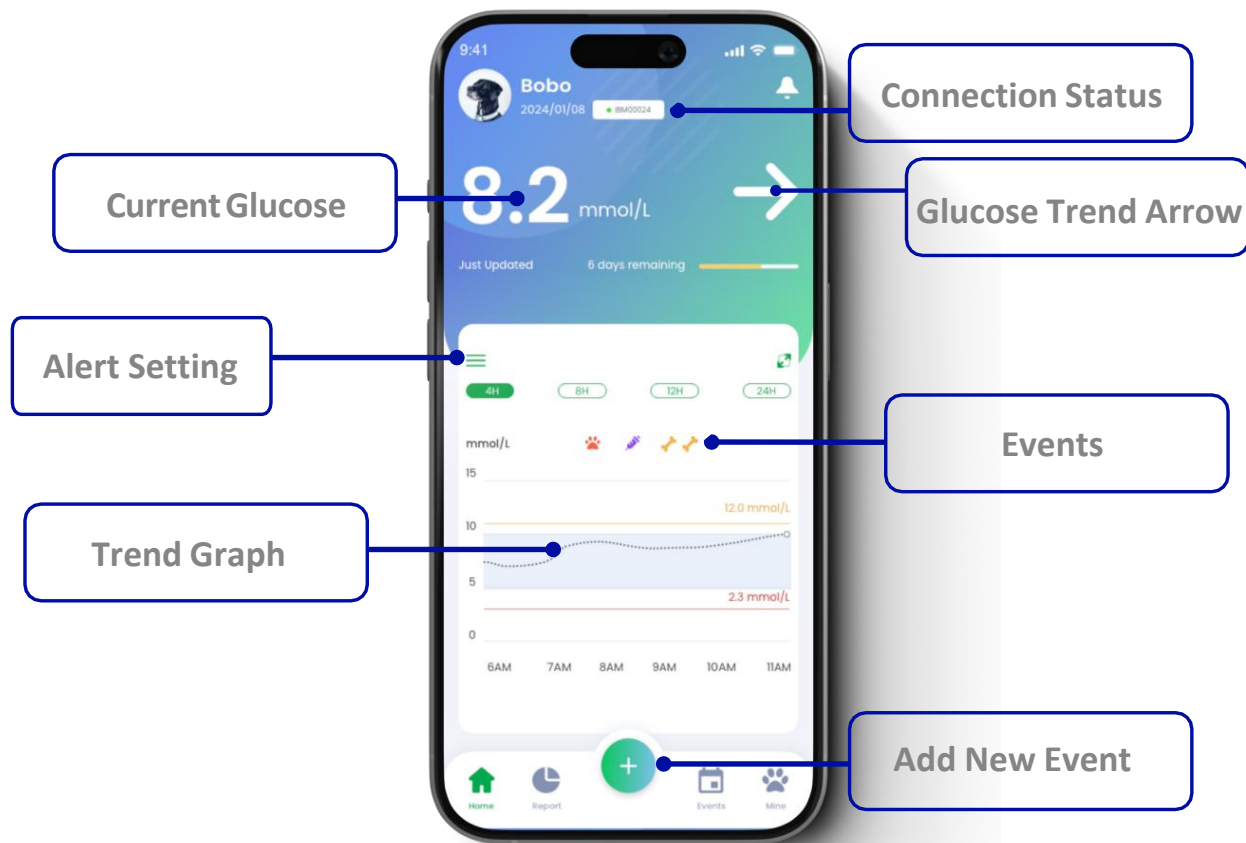 9:41
Bobo
2024/01/08
IBM00024
Connection Status
Current Glucose
8.2 mmol/L
Glucose Trend Arrow
Just Updated
6 days remaining
Alert Setting
4H 8H 12H 24H
mmol/L
Events
15
12.0 mmol/L
10
Trend Graph
5
2.3 mmol/L
0
6AM 7AM 8AM 9AM 10AM 11AM
Add New Event
+
Home Report Events Mine